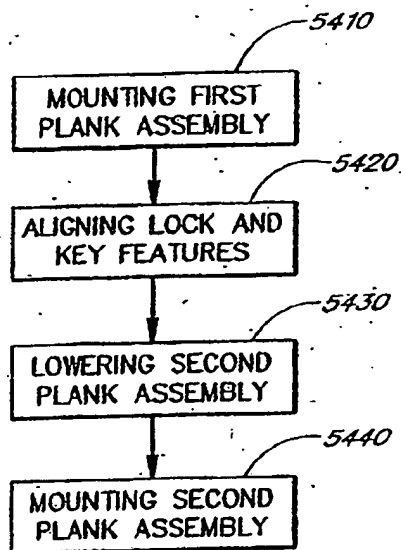 5410
MOUNTING FIRST
PLANK ASSEMBLY
5420
ALIGNING LOCK AND
KEY FEATURES
5430
LOWERING SECOND
PLANK ASSEMBLY
5440
MOUNTING SECOND
PLANK ASSEMBLY